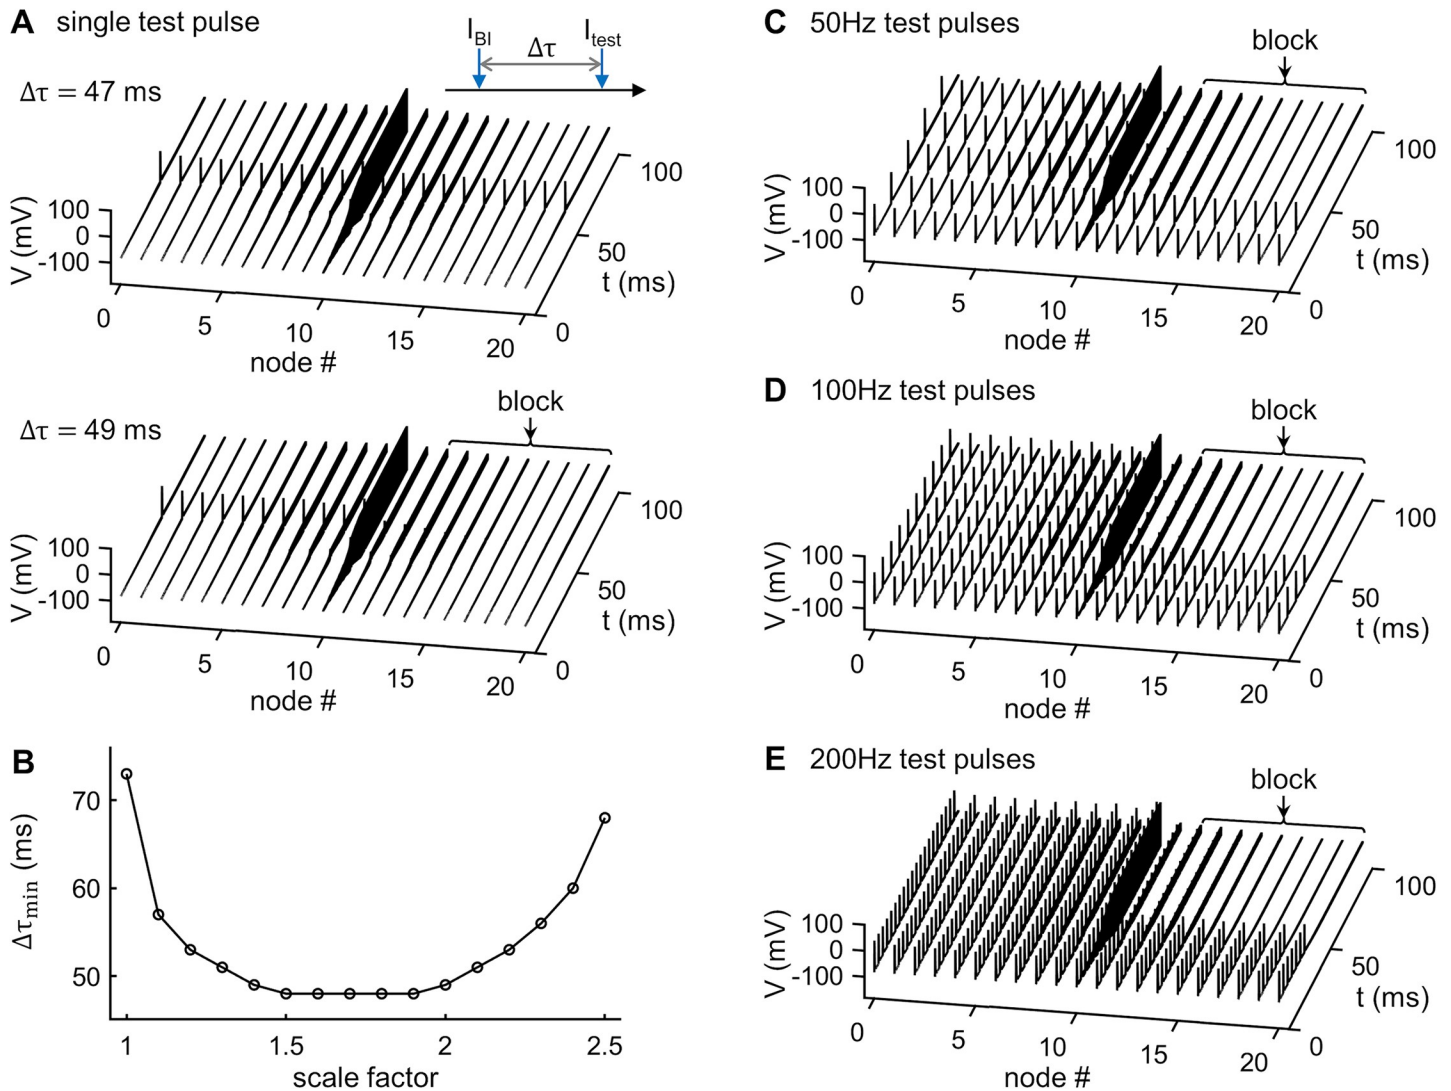 A single test pulse
I_BI I_test
Δτ
Δτ = 47 ms
100
0
-100
V (mV)
0 5 10 15 20
node #
0 50 100
t (ms)
block
Δτ = 49 ms
100
0
-100
V (mV)
0 5 10 15 20
node #
0 50 100
t (ms)
B
70
60
50
Δτmin (ms)
1 1.5 2 2.5
scale factor
C 50Hz test pulses
block
100
0
-100
V (mV)
0 5 10 15 20
node #
0 50 100
t (ms)
D 100Hz test pulses
block
100
0
-100
V (mV)
0 5 10 15 20
node #
0 50 100
t (ms)
E 200Hz test pulses
block
100
0
-100
V (mV)
0 5 10 15 20
node #
0 50 100
t (ms)